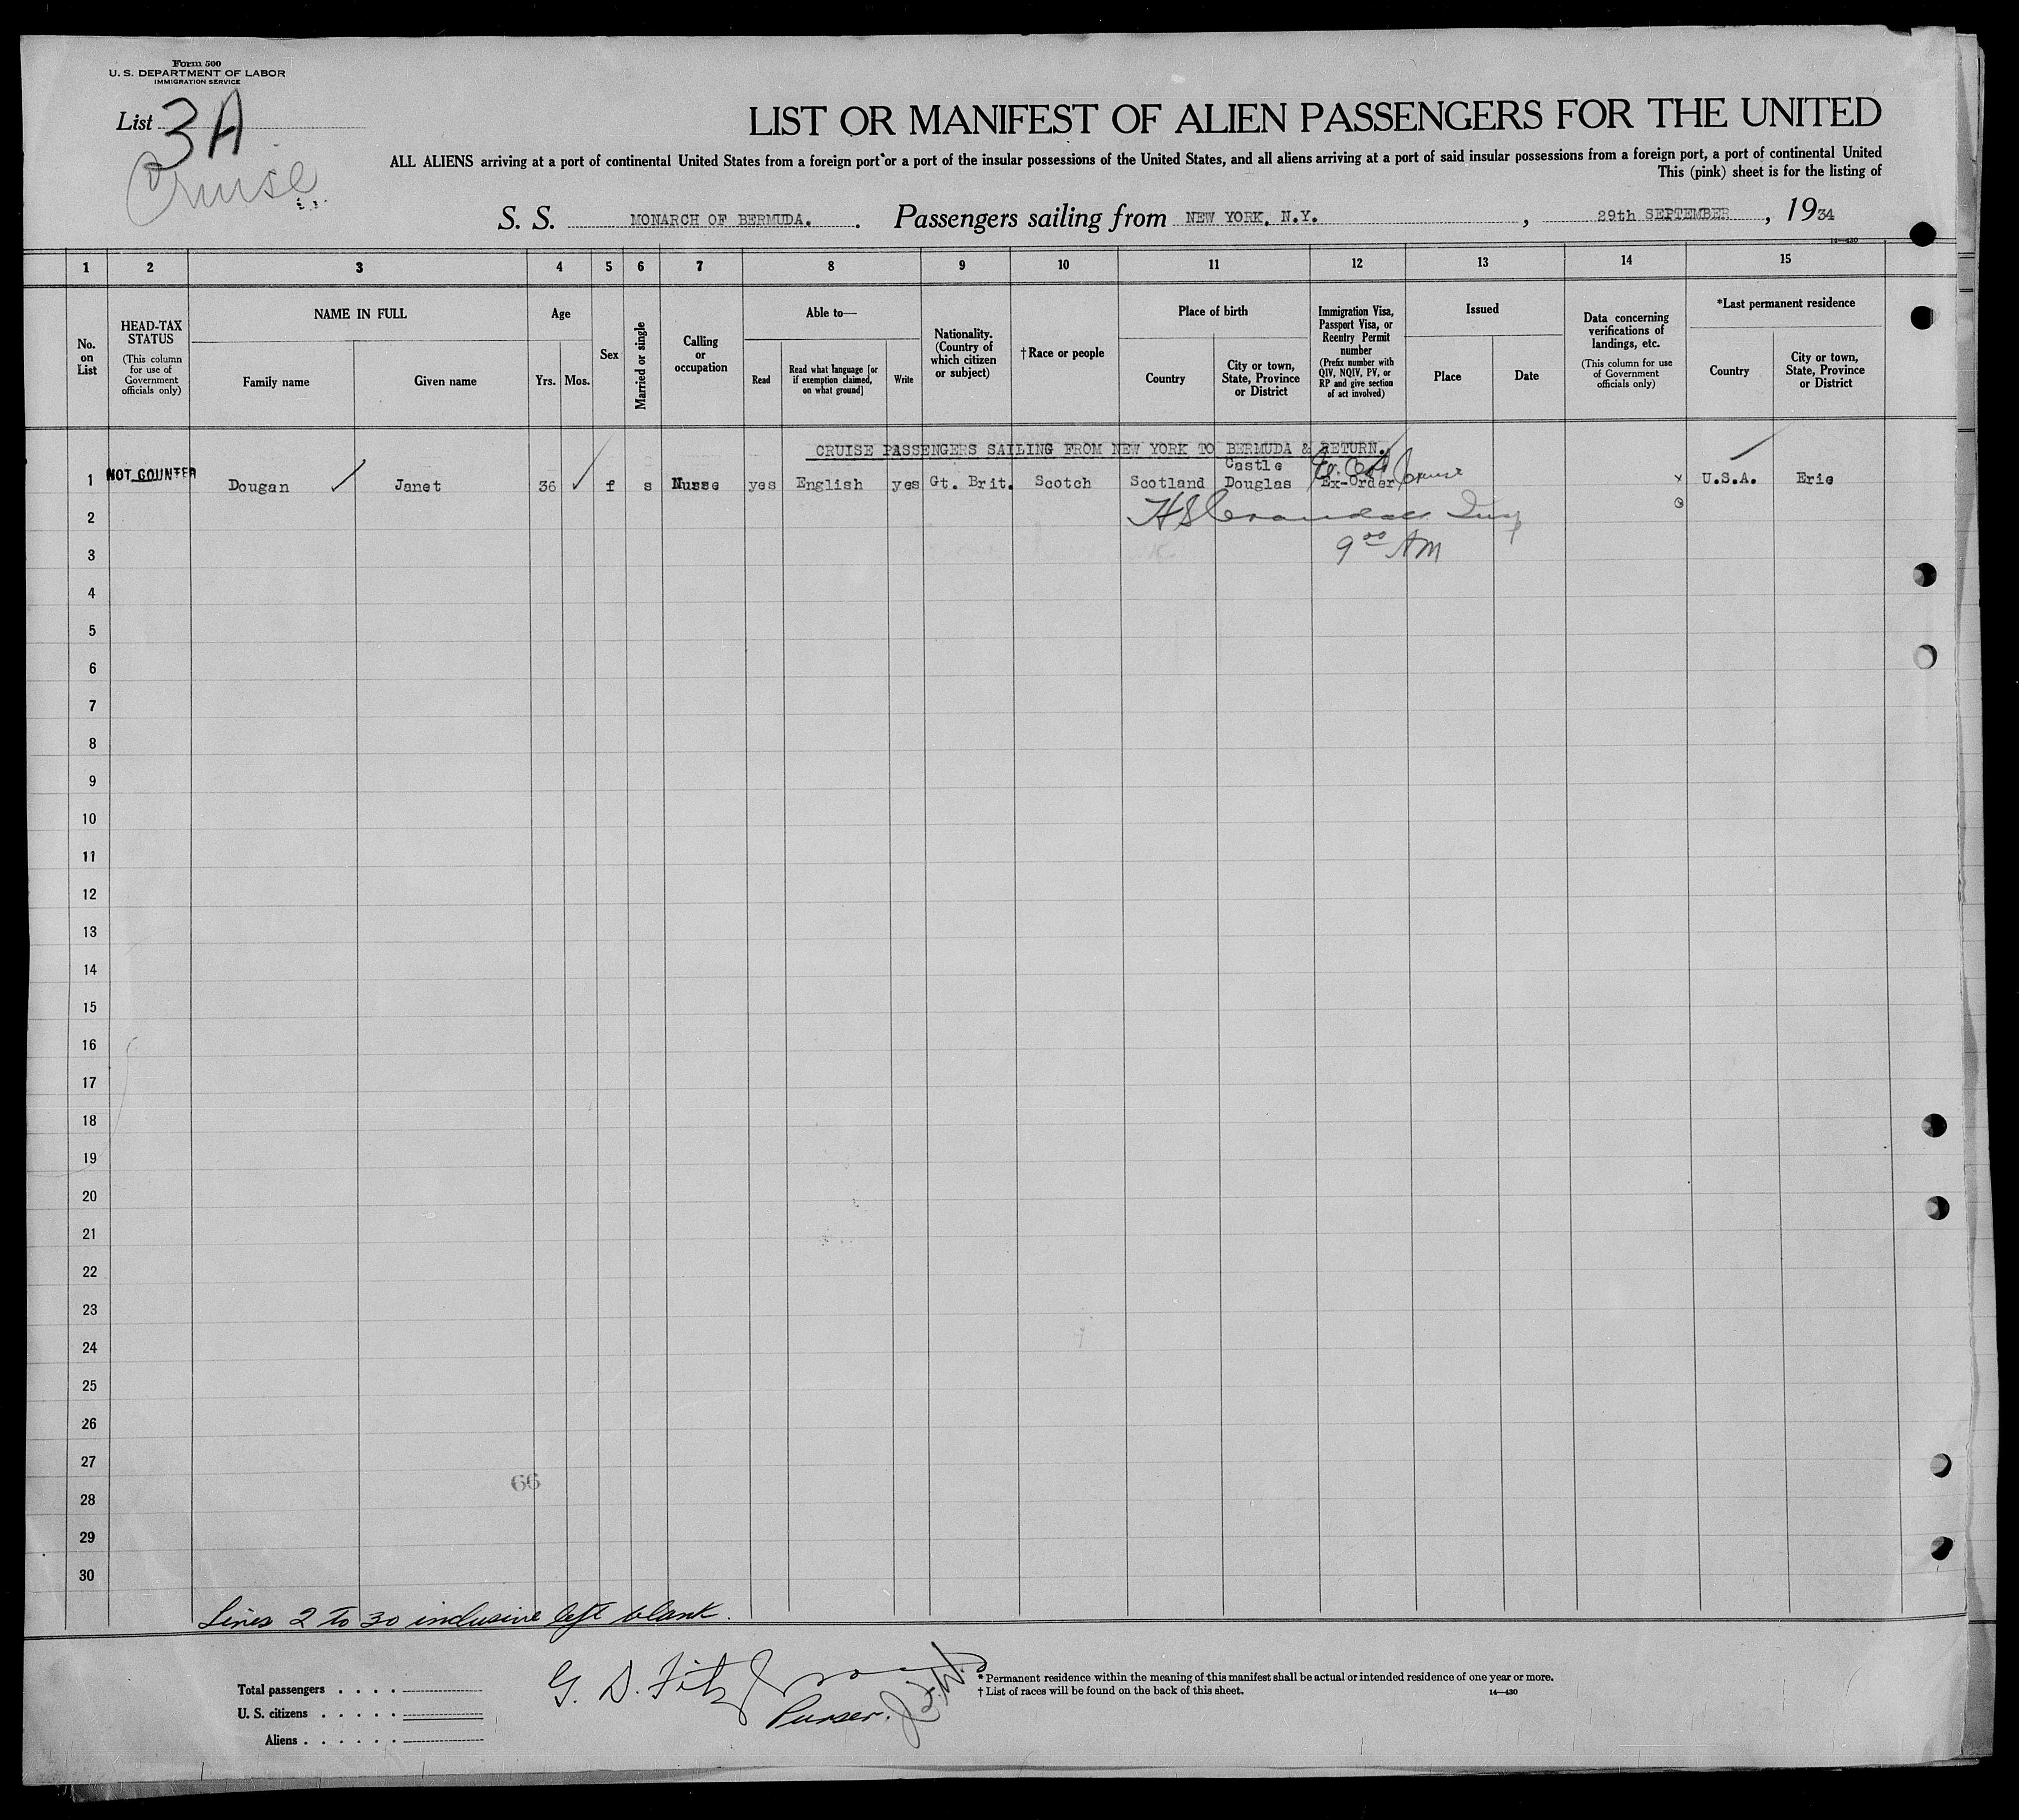 Form 500
U. S. DEPARTMENT OF LABOR
IMMIGRATION SERVICE
List 3A
Cruise
LIST OR MANIFEST OF ALIEN PASSENGERS FOR THE UNITED
ALL ALIENS arriving at a port of continental United States from a foreign port or a port of the insular possessions of the United States, and all aliens arriving at a port of said insular possessions from a foreign port, a port of continental United
This (pink) sheet is for the listing of
S. S. MONARCH OF BERMUDA. Passengers sailing from NEW YORK, N.Y., 29th SEPTEMBER, 1934
14—430
1 2 3 4 5 6 7 8 9 10 11 12 13 14 15
No. on List
HEAD-TAX STATUS
(This column for use of Government officials only)
NAME IN FULL
Family name
Given name
Age
Yrs. Mos.
Sex
Married or single
Calling or occupation
Able to—
Read
Read what language [or if exemption claimed, on what ground]
Write
Nationality. (Country of which citizen or subject)
†Race or people
Place of birth
Country
City or town, State, Province or District
Immigration Visa, Passport Visa, or Reentry Permit number
(Prefix number with QIV, NQIV, PV, or RP and give section of act involved)
Issued
Place
Date
Data concerning verifications of landings, etc.
(This column for use of Government officials only)
*Last permanent residence
Country
City or town, State, Province or District
CRUISE PASSENGERS SAILING FROM NEW YORK TO BERMUDA & RETURN.
1 NOT COUNTED Dougan ✓ Janet 36 ✓ f s Nusse yes English yes Gt. Brit. Scotch Scotland Castle Douglas Ex-Order x U.S.A. Erie
2
9 00 AM
3
4
5
6
7
8
9
10
11
12
13
14
15
16
17
18
19
20
21
22
23
24
25
26
27
66
28
29
30
Lines 2 to 30 inclusive left blank.
G. D. Fitz
Purser.
Total passengers
U. S. citizens
Aliens
* Permanent residence within the meaning of this manifest shall be actual or intended residence of one year or more.
† List of races will be found on the back of this sheet.
14—430